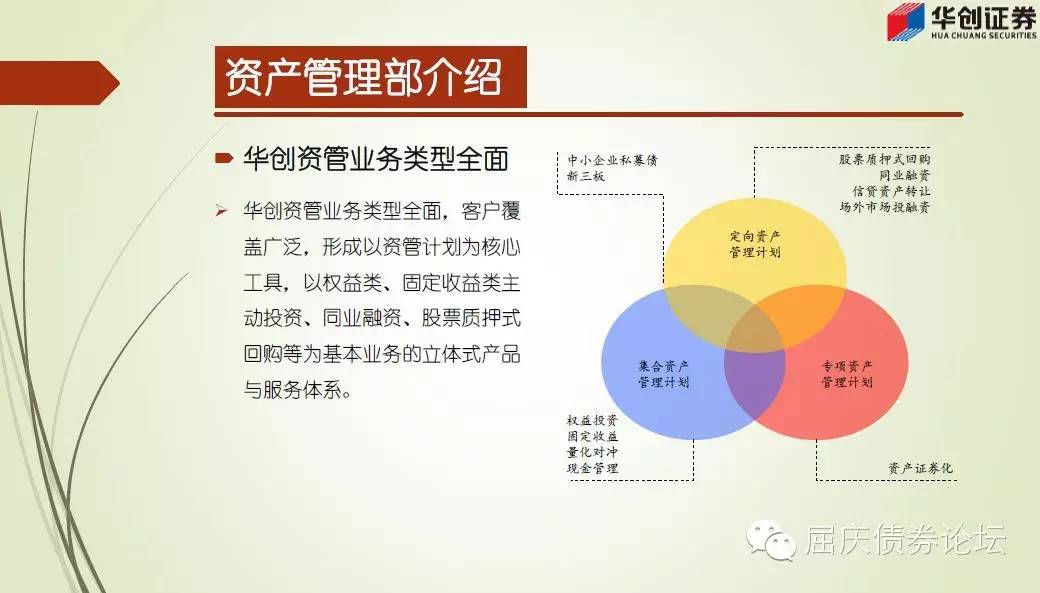 华创证券
HUA CHUANG SECURITIES
资产管理部介绍
华创资管业务类型全面
华创资管业务类型全面，客户覆
盖广泛，形成以资管计划为核心
工具，以权益类、固定收益类主
动投资、同业融资、股票质押式
回购等为基本业务的立体式产品
与服务体系。
中小企业私募债
新三板
股票质押式回购
同业融资
信贷资产转让
场外市场投融资
定向资产
管理计划
集合资产
管理计划
专项资产
管理计划
权益投资
固定收益
量化对冲
现金管理
资产证券化
屈庆债券论坛